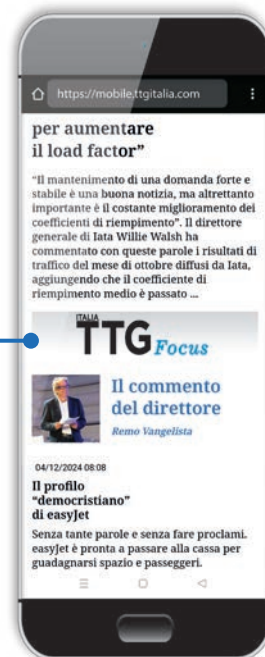 https://mobile.ttgitalia.com
per aumentare
il load factor”
“Il mantenimento di una domanda forte e
stabile è una buona notizia, ma altrettanto
importante è il costante miglioramento dei
coefficienti di riempimento”. Il direttore
generale di Iata Willie Walsh ha
commentato con queste parole i risultati di
traffico del mese di ottobre diffusi da Iata,
aggiungendo che il coefficiente di
riempimento medio è passato ...
ITALIA
TTG Focus
Il commento
del direttore
Remo Vangelista
04/12/2024 08:08
Il profilo
“democristiano”
di easyJet
Senza tante parole e senza fare proclami.
easyJet è pronta a passare alla cassa per
guadagnarsi spazio e passeggeri.